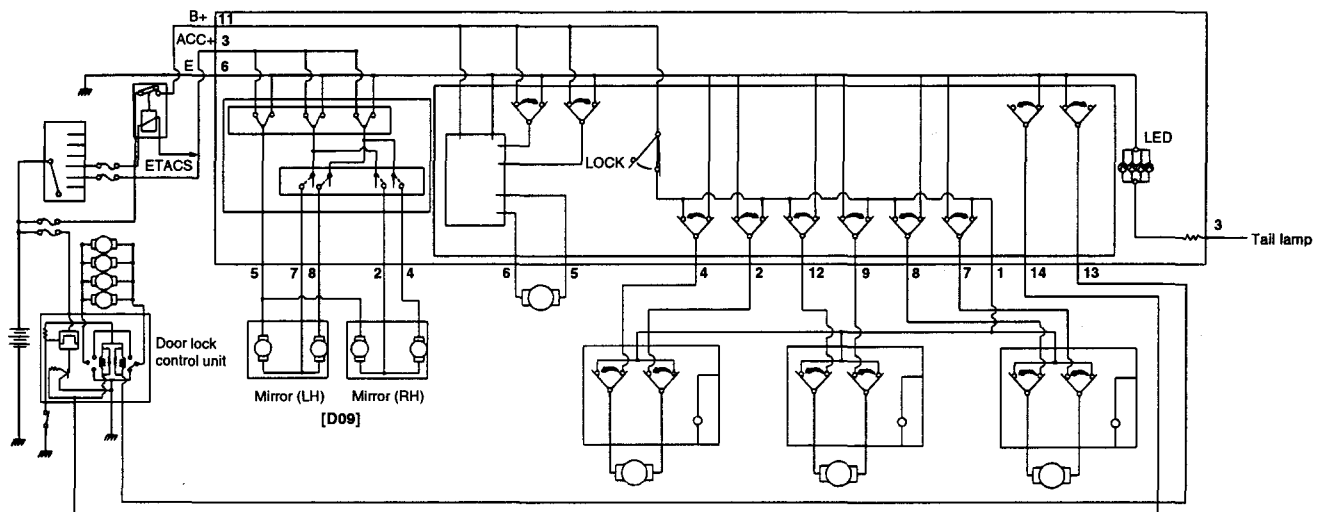 B+ 11
ACC+ 3
E 6
ETACS
LOCK
LED
3
Tail lamp
5 7 8 2 4 6 5 4 2 12 9 8 7 1 14 13
Door lock
control unit
Mirror (LH) Mirror (RH)
[D09]